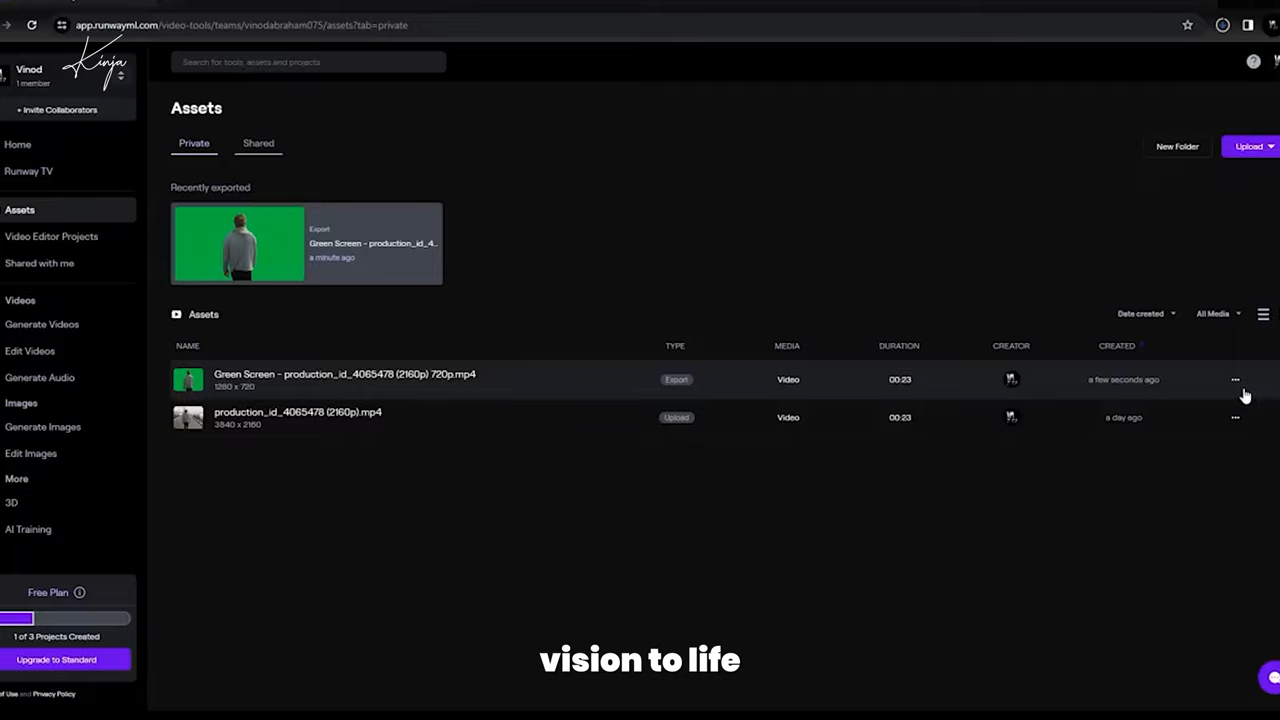 app.runwayml.com/video-tools/teams/vinodabraham075/assets?tab=private
Kinja
Vinod
1 member
+ Invite Collaborators
Search for tools, assets and projects
Home
Runway TV
Assets
Video Editor Projects
Shared with me
Videos
Generate Videos
Edit Videos
Generate Audio
Images
Generate Images
Edit Images
More
3D
AI Training
Free Plan
1 of 3 Projects Created
Upgrade to Standard
of Use and Privacy Policy
Assets
Private Shared
New Folder Upload
Recently exported
Export
Green Screen - production_id_4..
a minute ago
Assets
Date created All Media
NAME TYPE MEDIA DURATION CREATOR CREATED
Green Screen - production_id_4065478 (2160p) 720p.mp4
1280 x 720
Export Video 00:23 a few seconds ago
production_id_4065478 (2160p).mp4
3840 x 2160
Upload Video 00:23 a day ago
vision to life